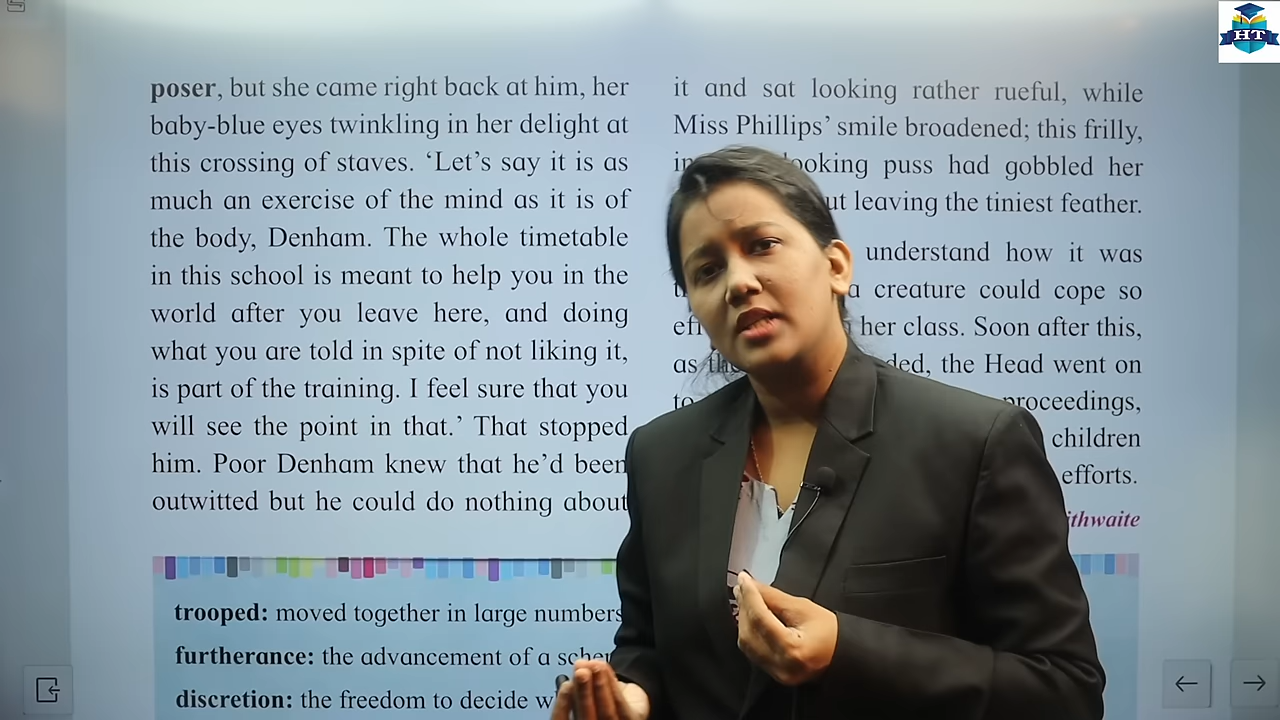 poser, but she came right back at him, her
baby-blue eyes twinkling in her delight at
this crossing of staves. ‘Let’s say it is as
much an exercise of the mind as it is of
the body, Denham. The whole timetable
in this school is meant to help you in the
world after you leave here, and doing
what you are told in spite of not liking it,
is part of the training. I feel sure that you
will see the point in that.’ That stopped
him. Poor Denham knew that he’d been
outwitted but he could do nothing about
it and sat looking rather rueful, while
Miss Phillips’ smile broadened; this frilly,
looking puss had gobbled her
leaving the tiniest feather.
understand how it was
a creature could cope so
her class. Soon after this,
as the Head went on
to proceedings,
children
efforts.
trooped: moved together in large numbers
furtherance: the advancement of a
discretion: the freedom to decide
HT